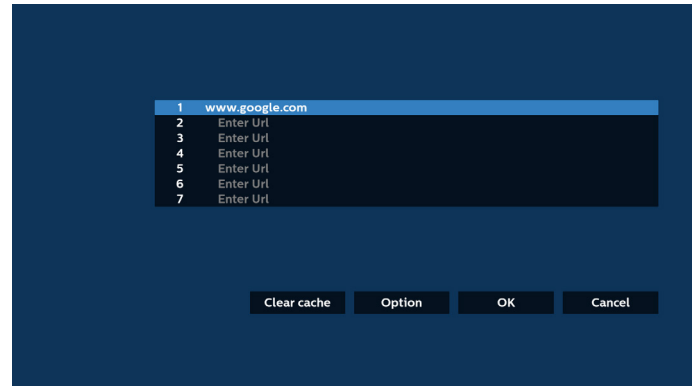 1 www.google.com
2 Enter Url
3 Enter Url
4 Enter Url
5 Enter Url
6 Enter Url
7 Enter Url
Clear cache Option OK Cancel